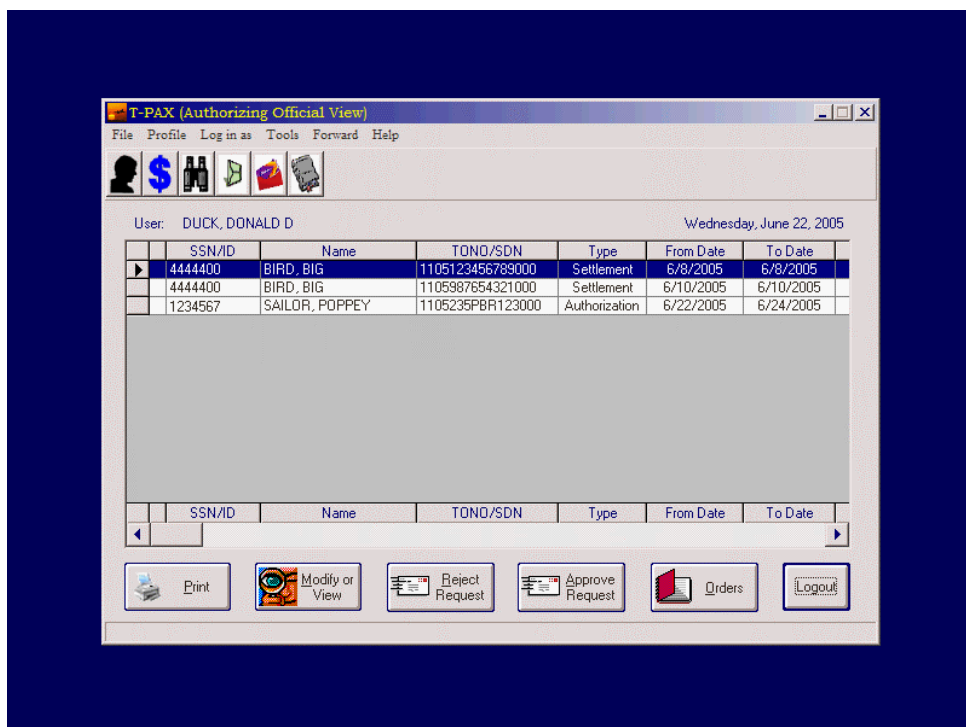 T-PAX (Authorizing Official View)
File Profile Log in as Tools Forward Help
User: DUCK, DONALD D Wednesday, June 22, 2005
SSN/ID Name TONO/SDN Type From Date To Date
4444400 BIRD, BIG 1105123456789000 Settlement 6/8/2005 6/8/2005
4444400 BIRD, BIG 1105987654321000 Settlement 6/10/2005 6/10/2005
1234567 SAILOR, POPPEY 1105235PBR123000 Authorization 6/22/2005 6/24/2005
SSN/ID Name TONO/SDN Type From Date To Date
Print Modify or View Reject Request Approve Request Orders Logout